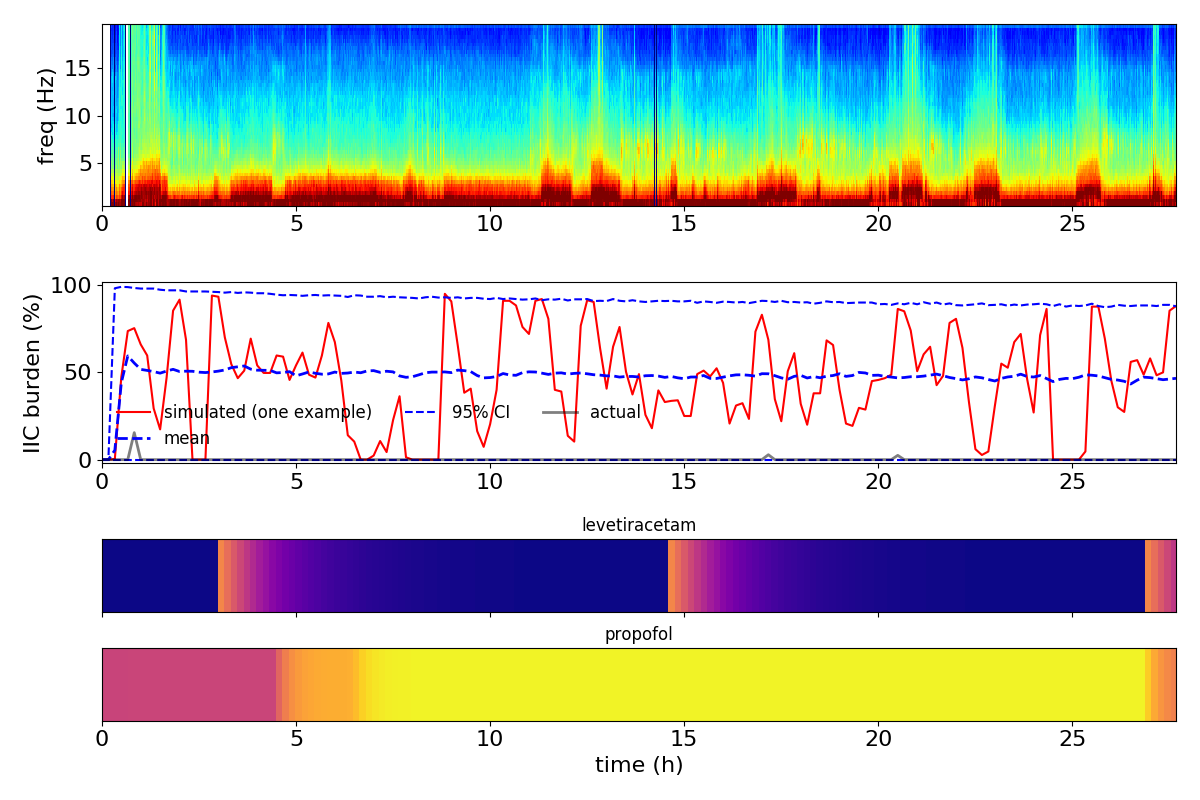 freq (Hz)
15
10
5
0 5 10 15 20 25
IIC burden (%)
100
50
0
simulated (one example) 95% CI actual
mean
0 5 10 15 20 25
levetiracetam
propofol
0 5 10 15 20 25
time (h)